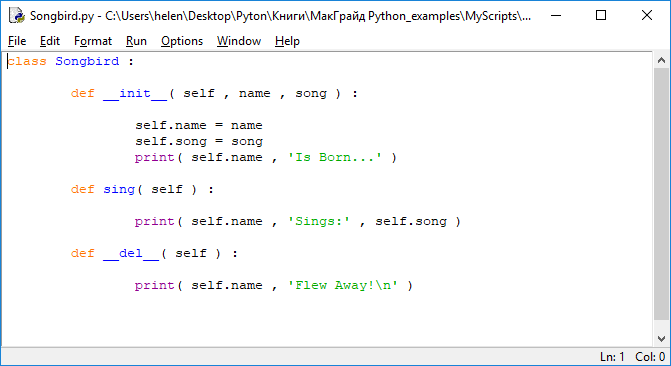 Songbird.py - C:\Users\helen\Desktop\Pyton\Книги\МакГрайд Python_examples\MyScripts\...
File Edit Format Run Options Window Help
class Songbird :
def __init__( self , name , song ) :
self.name = name
self.song = song
print( self.name , 'Is Born...' )
def sing( self ) :
print( self.name , 'Sings:' , self.song )
def __del__( self ) :
print( self.name , 'Flew Away!\n' )
Ln: 1 Col: 0